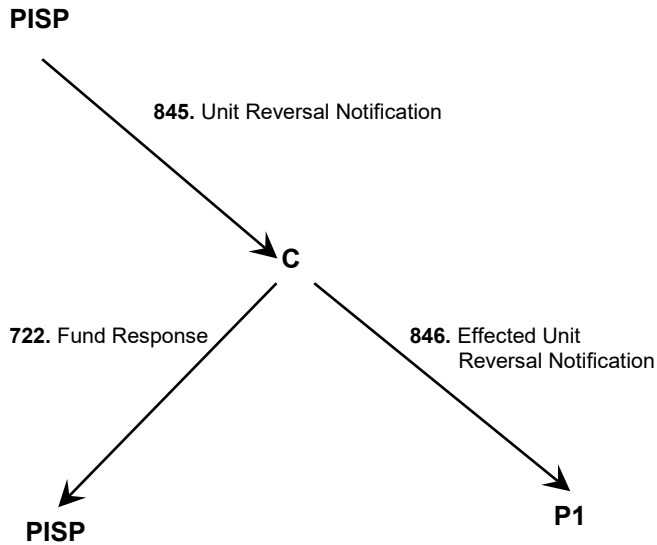 PISP
845. Unit Reversal Notification
C
722. Fund Response
846. Effected Unit
Reversal Notification
PISP
P1